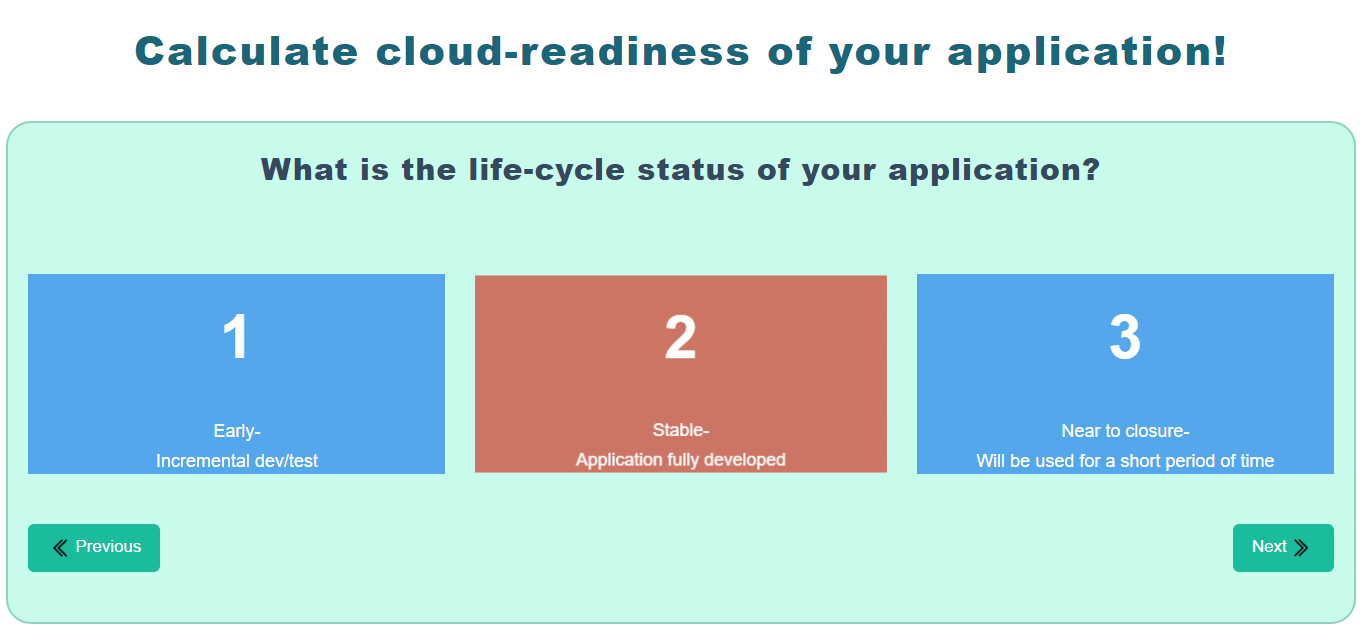 Calculate cloud-readiness of your application!
What is the life-cycle status of your application?
1
Early-
Incremental dev/test
2
Stable-
Application fully developed
3
Near to closure-
Will be used for a short period of time
Previous
Next